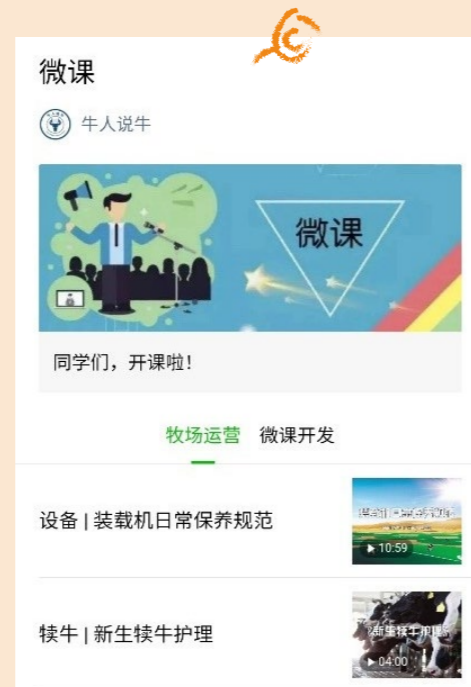 微课
牛人说牛
微课
同学们，开课啦！
牧场运营 微课开发
设备 | 装载机日常保养规范
10:59
犊牛 | 新生犊牛护理
新生犊牛护理
04:00